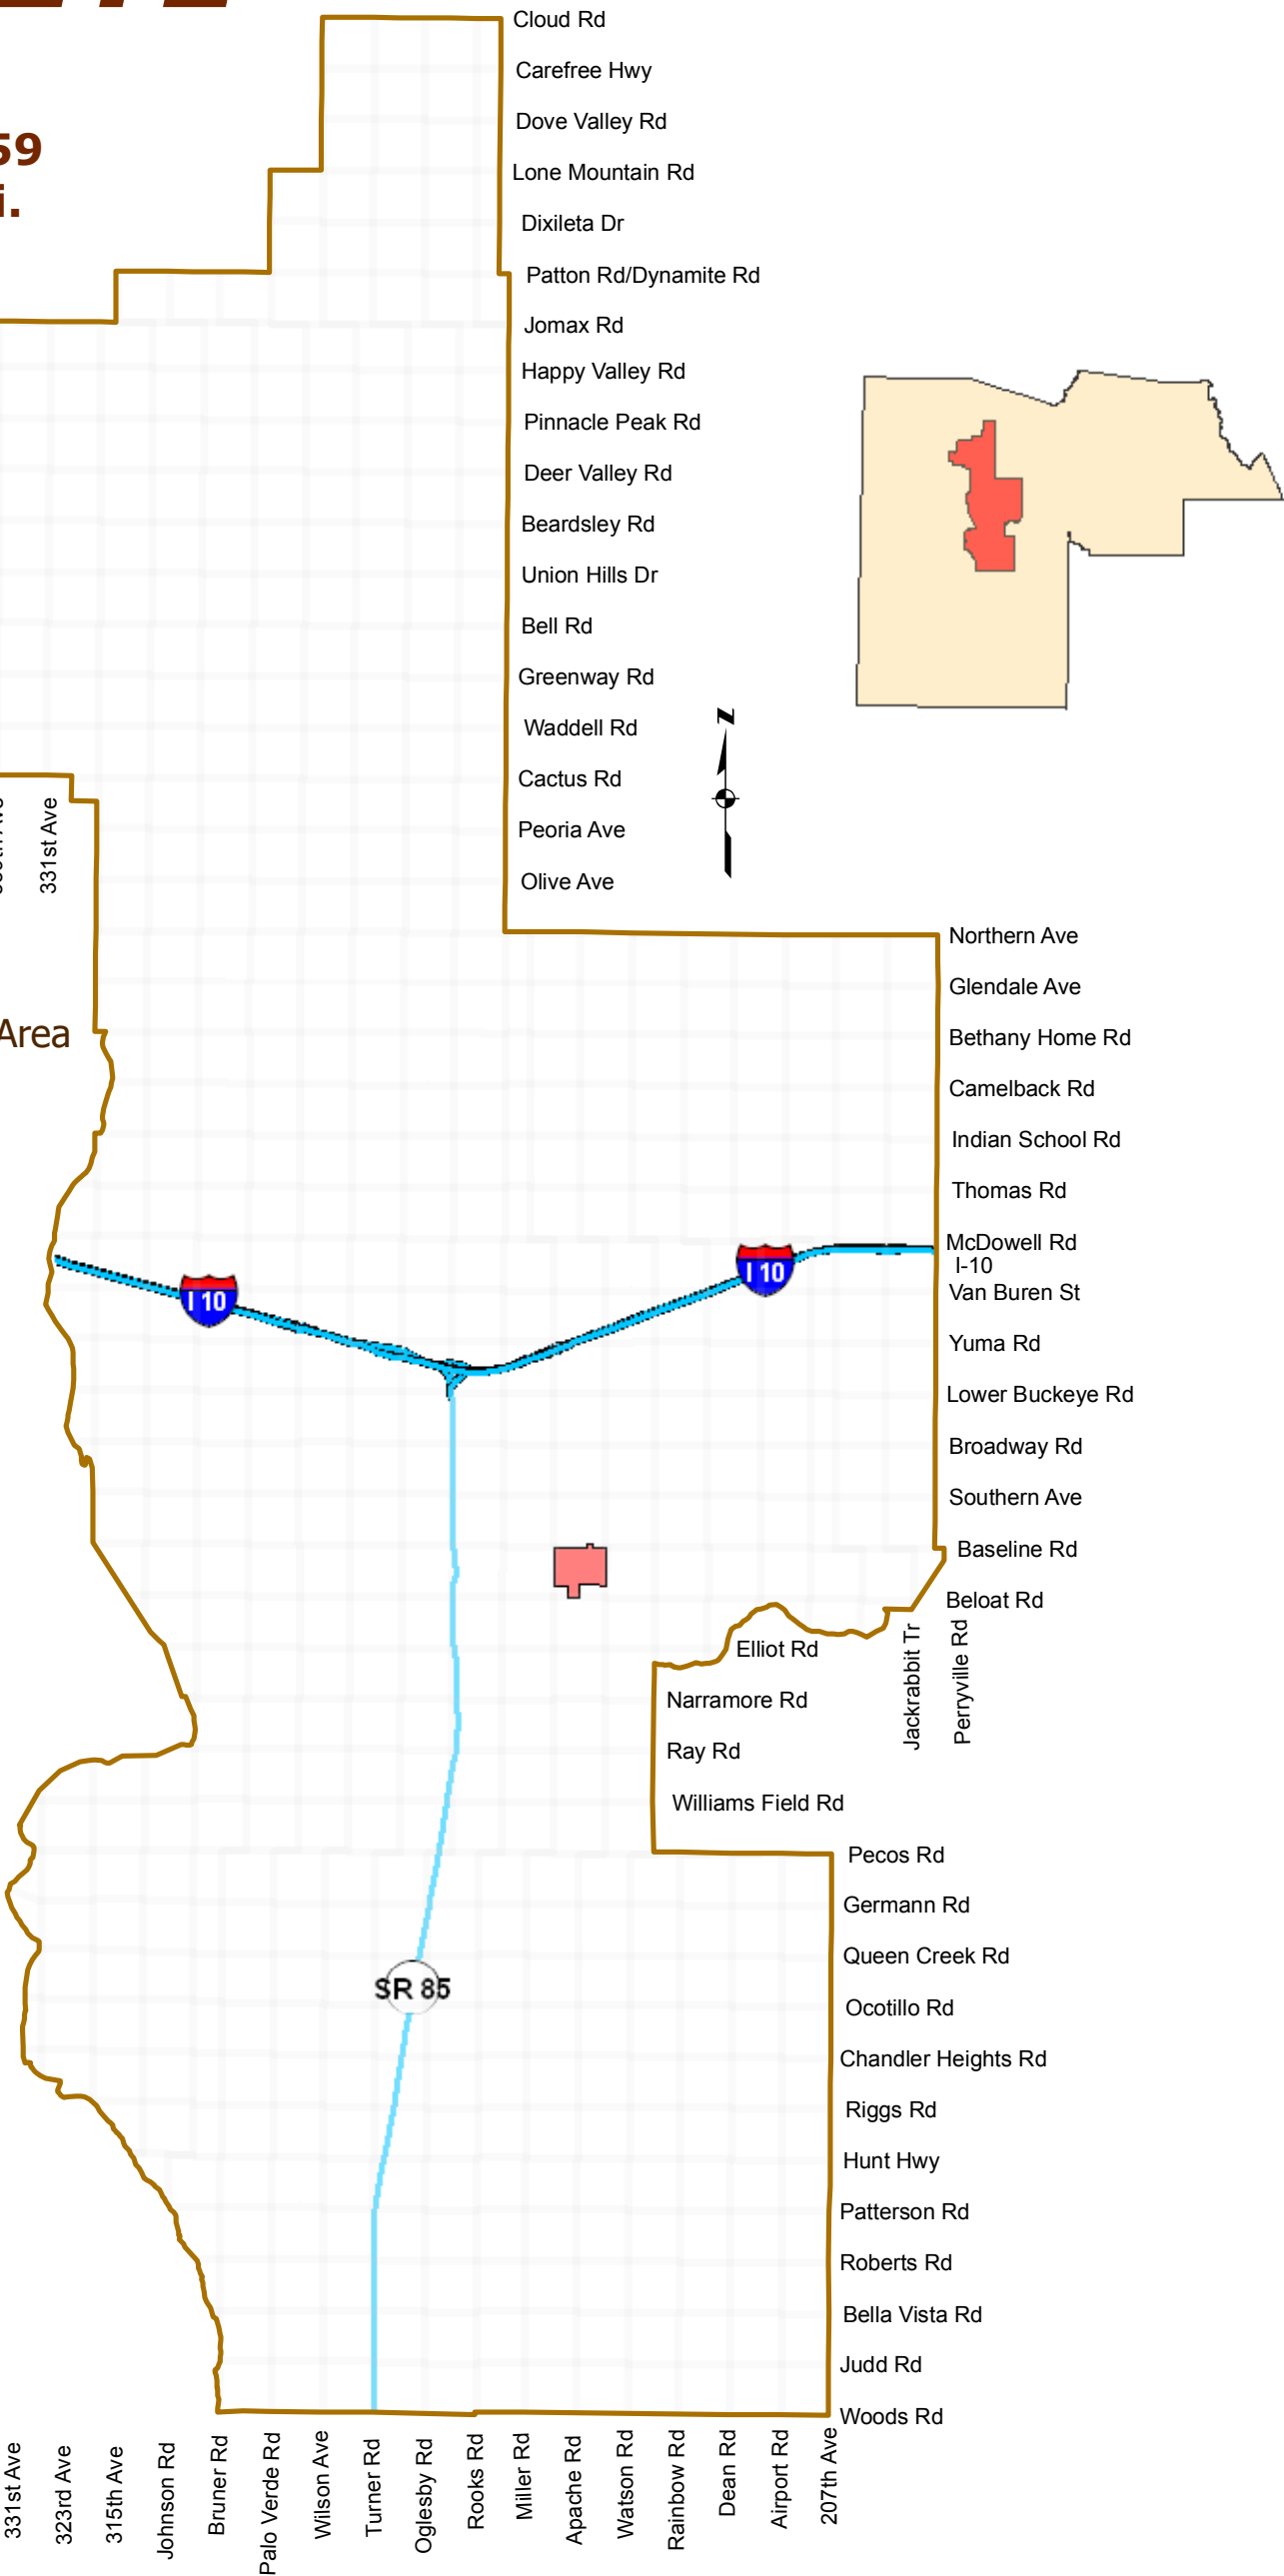 Cloud Rd
Carefree Hwy
Dove Valley Rd
59
Lone Mountain Rd
i.
Dixileta Dr
Patton Rd/Dynamite Rd
Jomax Rd
Happy Valley Rd
Pinnacle Peak Rd
Deer Valley Rd
Beardsley Rd
Union Hills Dr
Bell Rd
Greenway Rd
N
Waddell Rd
Cactus Rd
331st Ave
Peoria Ave
Olive Ave
Northern Ave
Glendale Ave
Area
Bethany Home Rd
Camelback Rd
Indian School Rd
Thomas Rd
McDowell Rd
I-10
I 10
Van Buren St
I 10
Yuma Rd
Lower Buckeye Rd
Broadway Rd
Southern Ave
Baseline Rd
Beloat Rd
Elliot Rd
Jackrabbit Tr
Perryville Rd
Narramore Rd
Ray Rd
Williams Field Rd
Pecos Rd
Germann Rd
Queen Creek Rd
SR 85
Ocotillo Rd
Chandler Heights Rd
Riggs Rd
Hunt Hwy
Patterson Rd
Roberts Rd
Bella Vista Rd
Judd Rd
Woods Rd
331st Ave
323rd Ave
315th Ave
Johnson Rd
Bruner Rd
Palo Verde Rd
Wilson Ave
Turner Rd
Oglesby Rd
Rooks Rd
Miller Rd
Apache Rd
Watson Rd
Rainbow Rd
Dean Rd
Airport Rd
207th Ave